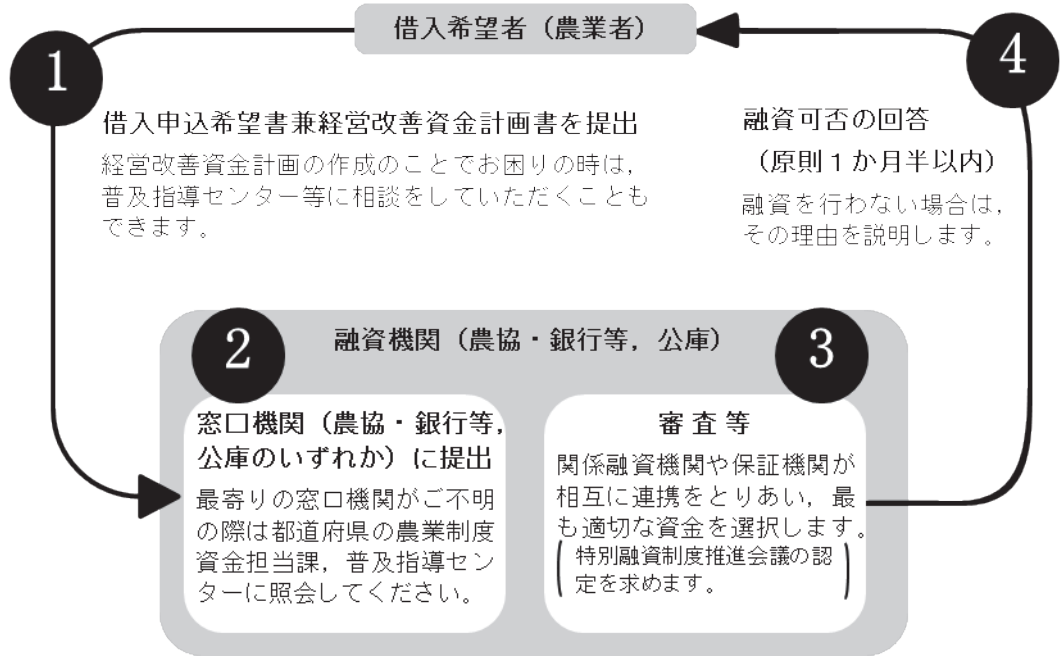 借入希望者（農業者）
1
借入申込希望書兼経営改善資金計画書を提出
経営改善資金計画の作成のことでお困りの時は，
普及指導センター等に相談をしていただくことも
できます。
4
融資可否の回答
（原則１か月半以内）
融資を行わない場合は，
その理由を説明します。
融資機関（農協・銀行等，公庫）
2
窓口機関（農協・銀行等，
公庫のいずれか）に提出
最寄りの窓口機関がご不明
の際は都道府県の農業制度
資金担当課，普及指導セン
ターに照会してください。
3
審査等
関係融資機関や保証機関が
相互に連携をとりあい，最
も適切な資金を選択します。
（特別融資制度推進会議の認
定を求めます。）